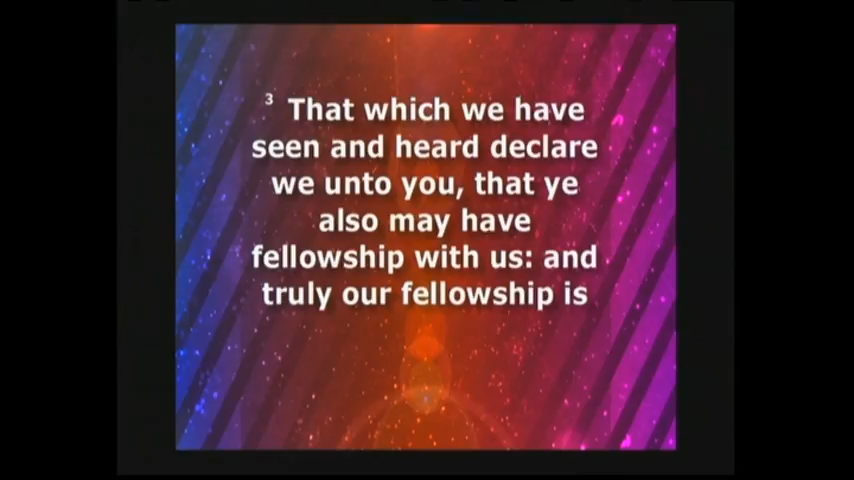 3 That which we have
seen and heard declare
we unto you, that ye
also may have
fellowship with us: and
truly our fellowship is